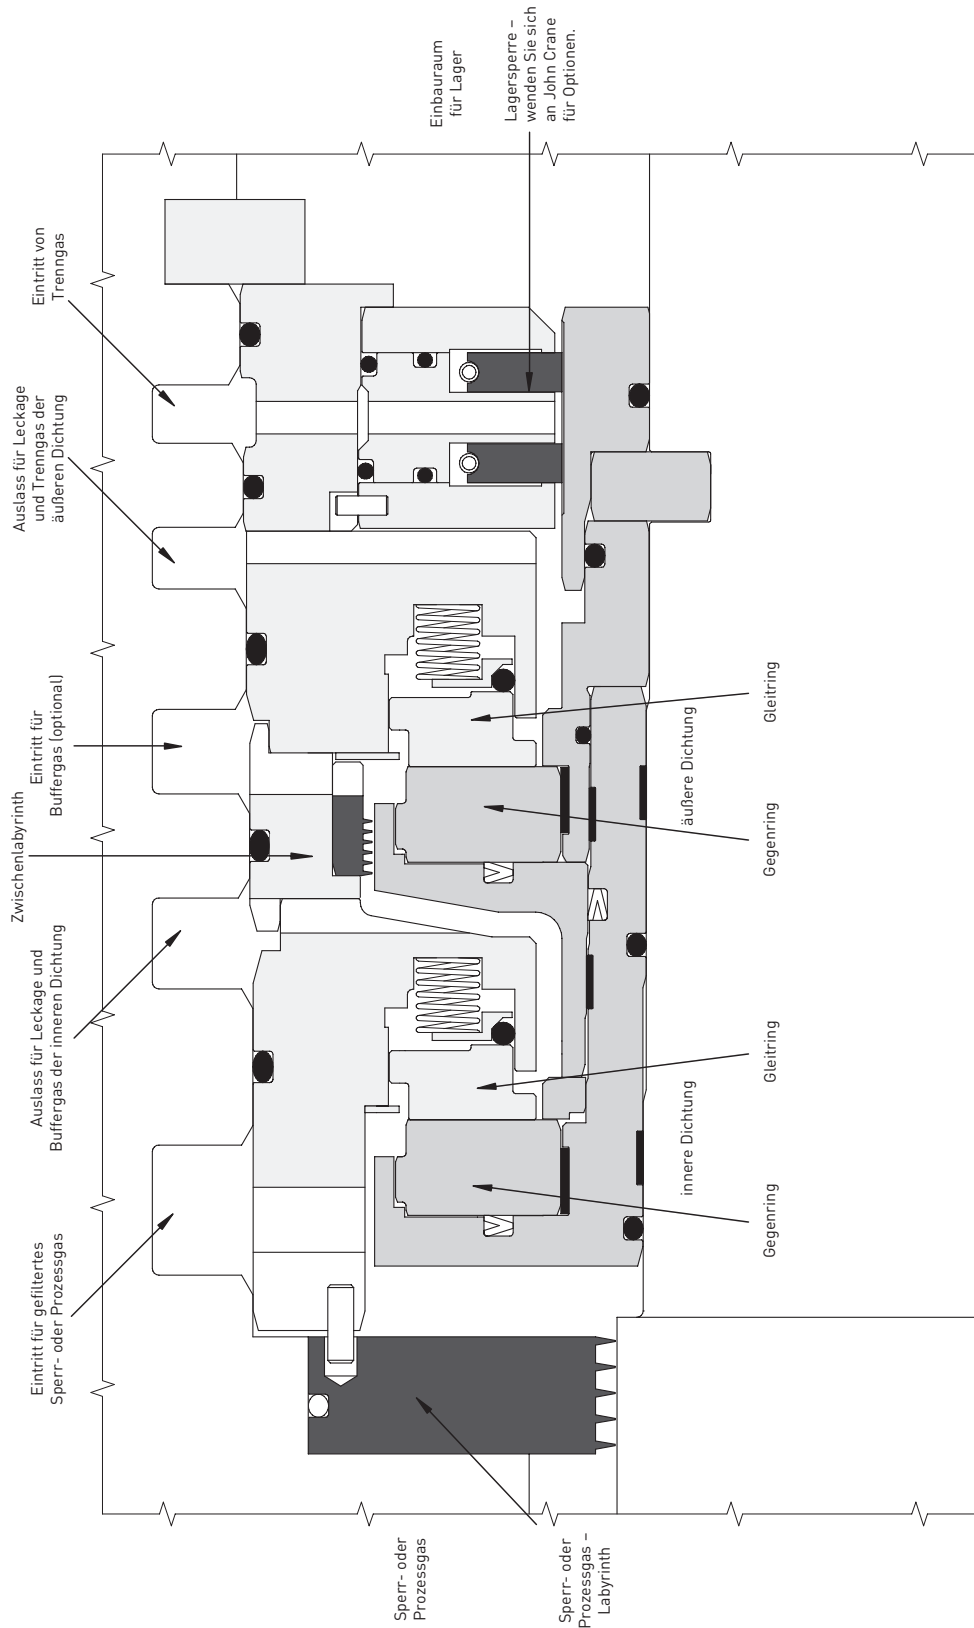 Eintritt für gefiltertes
Sperr- oder Prozessgas
Auslass für Leckage und
Buffergas der inneren Dichtung
Zwischenlabyrinth
Eintritt für
Buffergas (optional)
Auslass für Leckage
und Trenngas der
äußeren Dichtung
Eintritt von
Trenngas
Sperr- oder
Prozessgas
Einbauraum
für Lager
Sperr- oder
Prozessgas –
Labyrinth
Lagersperre –
wenden Sie sich
an John Crane
für Optionen.
innere Dichtung
äußere Dichtung
Gegenring
Gleitring
Gegenring
Gleitring